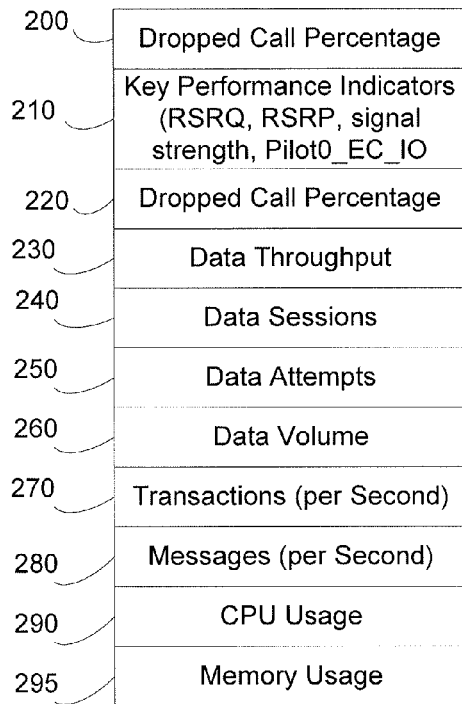 200 Dropped Call Percentage
Key Performance Indicators
210 (RSRQ, RSRP, signal
strength, Pilot0_EC_IO
220 Dropped Call Percentage
230 Data Throughput
240 Data Sessions
250 Data Attempts
260 Data Volume
270 Transactions (per Second)
280 Messages (per Second)
290 CPU Usage
295 Memory Usage